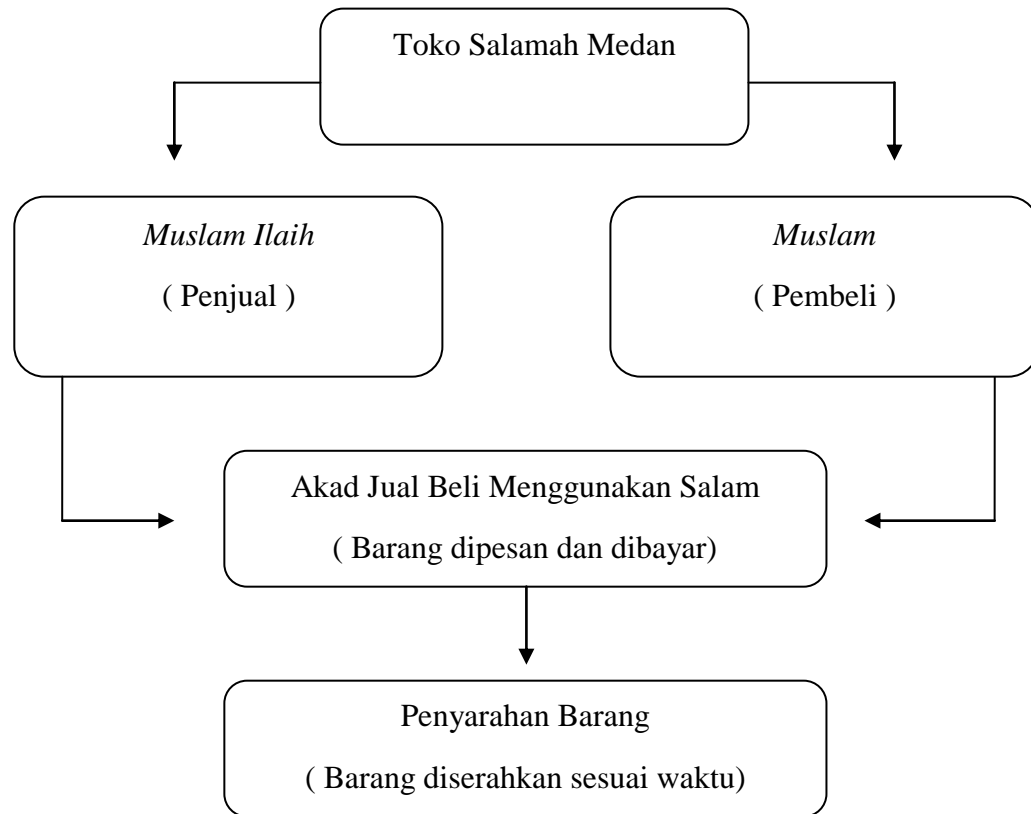 Toko Salamah Medan
Muslam Ilaih
( Penjual )
Muslam
( Pembeli )
Akad Jual Beli Menggunakan Salam
( Barang dipesan dan dibayar)
Penyarahan Barang
( Barang diserahkan sesuai waktu)